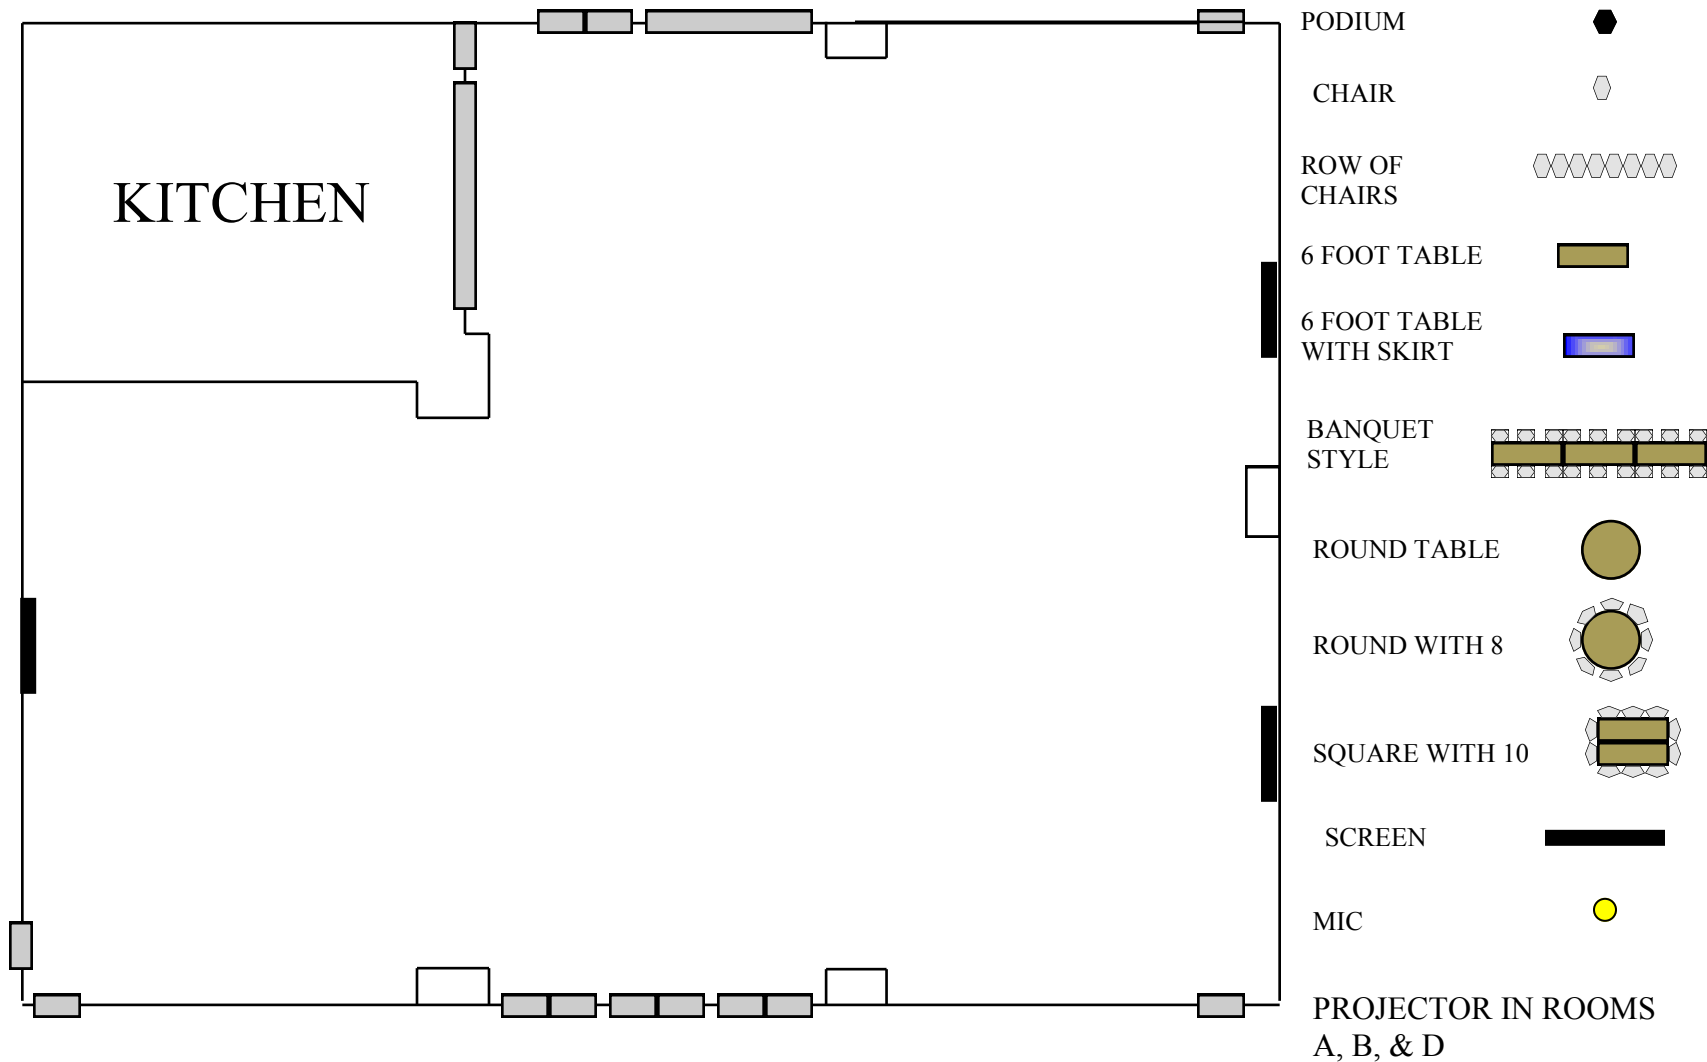 KITCHEN
PODIUM
CHAIR
ROW OF
CHAIRS
6 FOOT TABLE
6 FOOT TABLE
WITH SKIRT
BANQUET
STYLE
ROUND TABLE
ROUND WITH 8
SQUARE WITH 10
SCREEN
MIC
PROJECTOR IN ROOMS
A, B, & D